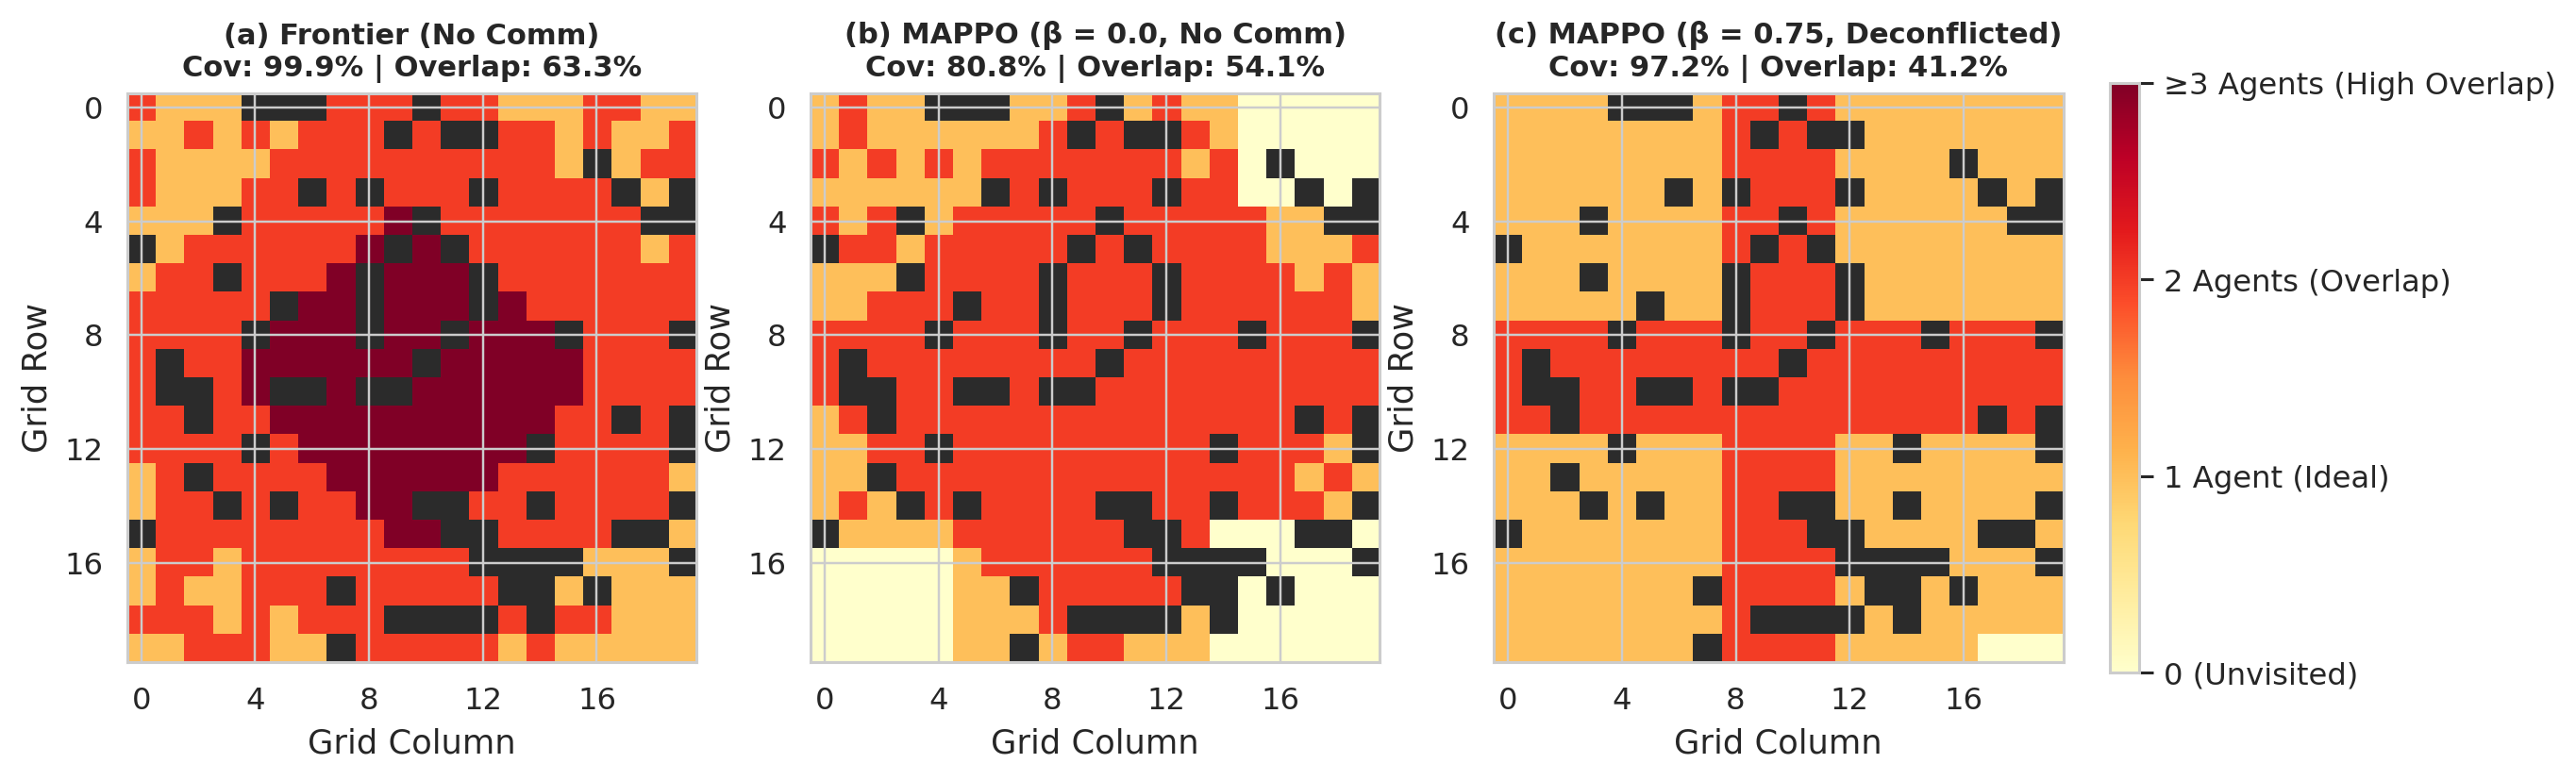 (a) Frontier (No Comm)
Cov: 99.9% | Overlap: 63.3%
0
4
8
12
16
Grid Row
0 4 8 12 16
Grid Column
(b) MAPPO (β = 0.0, No Comm)
Cov: 80.8% | Overlap: 54.1%
0
4
8
12
16
Grid Row
0 4 8 12 16
Grid Column
(c) MAPPO (β = 0.75, Deconflicted)
Cov: 97.2% | Overlap: 41.2%
0
4
8
12
16
Grid Row
0 4 8 12 16
Grid Column
≥3 Agents (High Overlap)
2 Agents (Overlap)
1 Agent (Ideal)
0 (Unvisited)